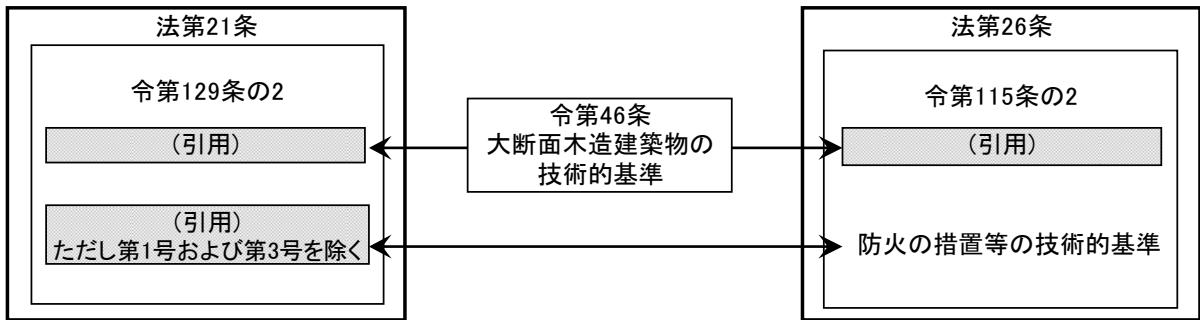 法第21条
令第129条の2
(引用)
(引用)
ただし第1号および第3号を除く
令第46条
大断面木造建築物の
技術的基準
法第26条
令第115条の2
(引用)
防火の措置等の技術的基準